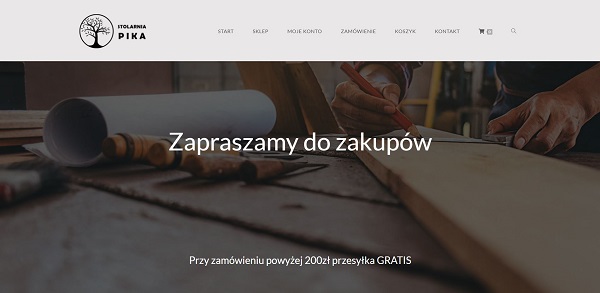 STOLARNIA
PIKA
START SKLEP MOJE KONTO ZAMÓWIENIE KOSZYK KONTAKT 0
Zapraszamy do zakupów
Przy zamówieniu powyżej 200zł przesyłka GRATIS